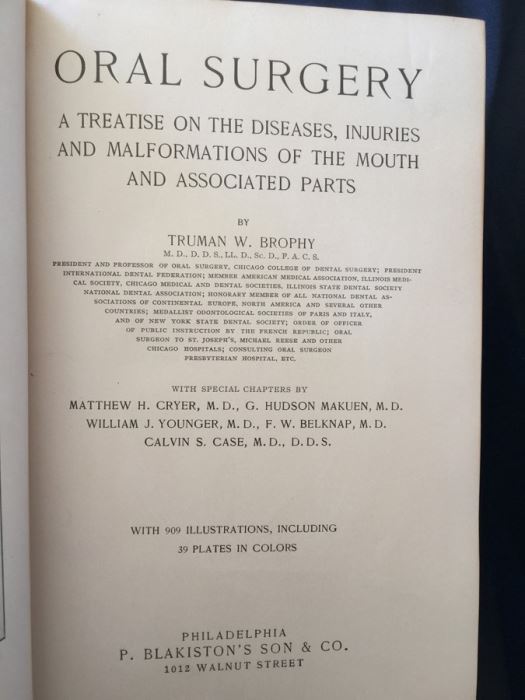 ORAL SURGERY
A TREATISE ON THE DISEASES, INJURIES
AND MALFORMATIONS OF THE MOUTH
AND ASSOCIATED PARTS
BY
TRUMAN W. BROPHY
M. D., D. D. S., LL. D., Sc. D., F. A. C. S.
PRESIDENT AND PROFESSOR OF ORAL SURGERY, CHICAGO COLLEGE OF DENTAL SURGERY; PRESIDENT
INTERNATIONAL DENTAL FEDERATION; MEMBER AMERICAN MEDICAL ASSOCIATION, ILLINOIS MEDI-
CAL SOCIETY, CHICAGO MEDICAL AND DENTAL SOCIETIES, ILLINOIS STATE DENTAL SOCIETY
NATIONAL DENTAL ASSOCIATION; HONORARY MEMBER OF ALL NATIONAL DENTAL AS-
SOCIATIONS OF CONTINENTAL EUROPE, NORTH AMERICA AND SEVERAL OTHER
COUNTRIES; MEDALLIST ODONTOLOGICAL SOCIETIES OF PARIS AND ITALY,
AND OF NEW YORK STATE DENTAL SOCIETY; ORDER OF OFFICER
OF PUBLIC INSTRUCTION BY THE FRENCH REPUBLIC; ORAL
SURGEON TO ST. JOSEPH'S, MICHAEL REESE AND OTHER
CHICAGO HOSPITALS; CONSULTING ORAL SURGEON
PRESBYTERIAN HOSPITAL, ETC.
WITH SPECIAL CHAPTERS BY
MATTHEW H. CRYER, M. D., G. HUDSON MAKUEN, M. D.
WILLIAM J. YOUNGER, M. D., F. W. BELKNAP, M. D.
CALVIN S. CASE, M. D., D. D. S.
WITH 909 ILLUSTRATIONS, INCLUDING
39 PLATES IN COLORS
PHILADELPHIA
P. BLAKISTON'S SON & CO.
1012 WALNUT STREET